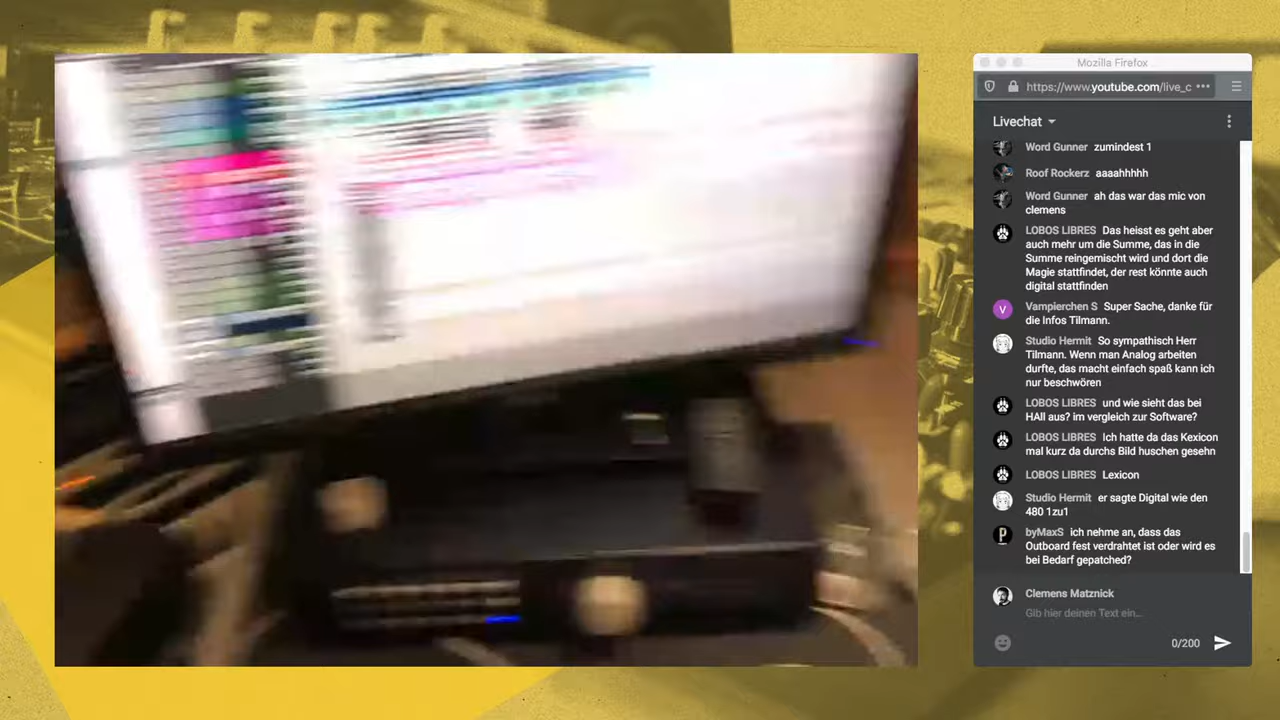 Mozilla Firefox
https://www.youtube.com/live_c
Livechat
Word Gunner zumindest 1
Roof Rockerz aaaahhhhh
Word Gunner ah das war das mic von
clemens
LOBOS LIBRES Das heisst es geht aber
auch mehr um die Summe, das in die
Summe reingemischt wird und dort die
Magie stattfindet, der rest könnte auch
digital stattfinden
V Vampierchen S Super Sache, danke für
die Infos Tilmann.
Studio Hermit So sympathisch Herr
Tilmann. Wenn man Analog arbeiten
durfte, das macht einfach spaß kann ich
nur beschwören
LOBOS LIBRES und wie sieht das bei
HAll aus? im vergleich zur Software?
LOBOS LIBRES Ich hatte da das Kexicon
mal kurz da durchs Bild huschen gesehn
LOBOS LIBRES Lexicon
Studio Hermit er sagte Digital wie den
480 1zu1
P byMaxS ich nehme an, dass das
Outboard fest verdrahtet ist oder wird es
bei Bedarf gepatched?
Clemens Matznick
Gib hier deinen Text ein...
0/200